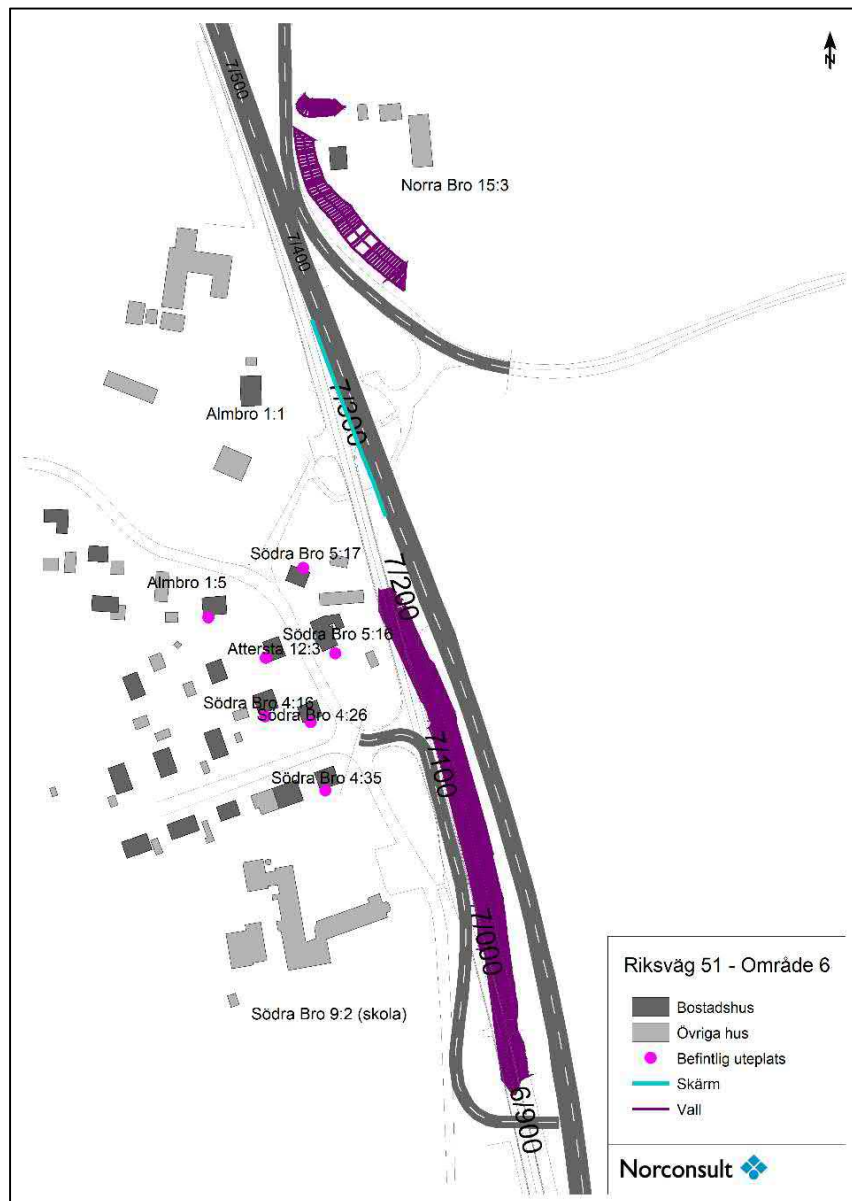 N
7/500
Norra Bro 15:3
7/400
7/300
Almbro 1:1
Södra Bro 5:17
7/200
Almbro 1:5
Södra Bro 5:16
Attersta 12:3
Södra Bro 4:16
Södra Bro 4:26
7/100
Södra Bro 4:35
7/000
Södra Bro 9:2 (skola)
6/900
Riksväg 51 - Område 6
Bostadshus
Övriga hus
Befintlig uteplats
Skärm
Vall
Norconsult